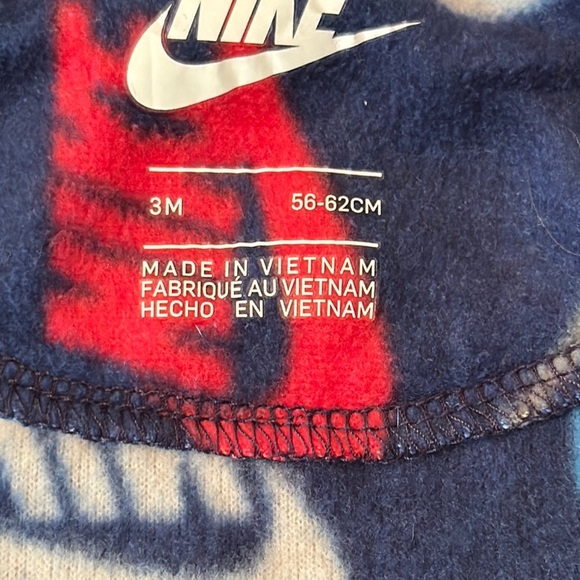 NIKE
3M 56-62CM
MADE IN VIETNAM
FABRIQUÉ AU VIETNAM
HECHO EN VIETNAM